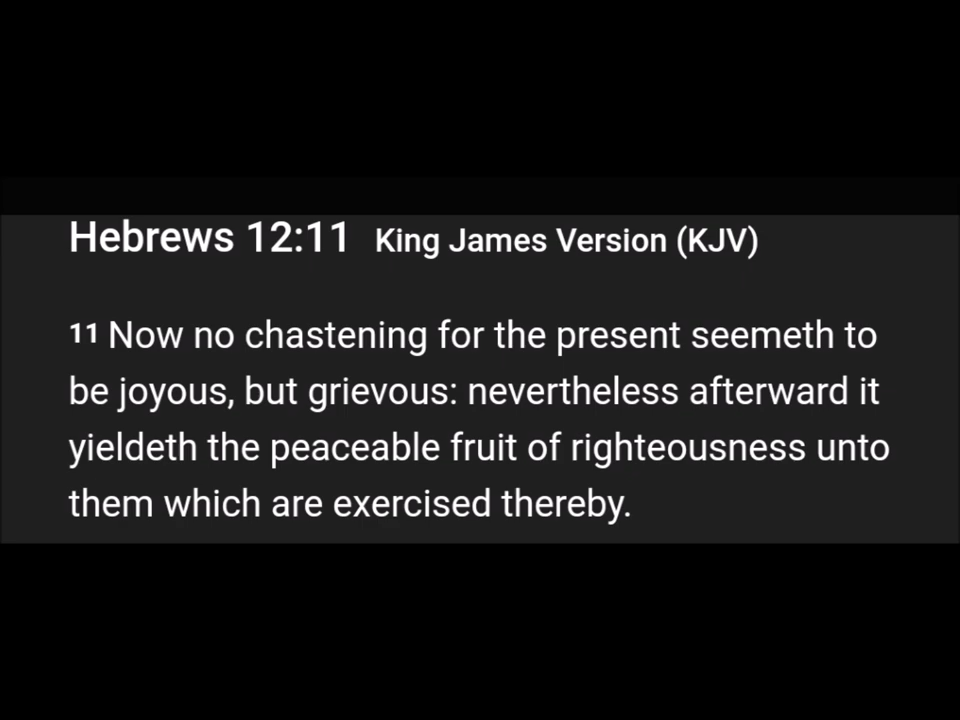 Hebrews 12:11 King James Version (KJV)
11 Now no chastening for the present seemeth to
be joyous, but grievous: nevertheless afterward it
yieldeth the peaceable fruit of righteousness unto
them which are exercised thereby.